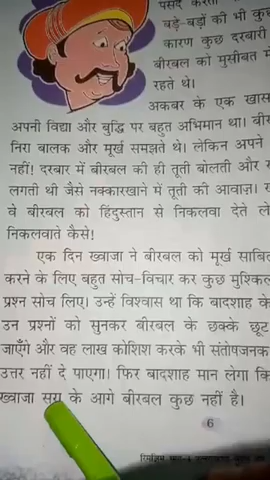 पसंद करता
बड़े-बड़ों की भी कुछ
कारण कुछ दरबारी
बीरबल को मुसीबत में
रहते थे।
अकबर के एक खास
अपनी विद्या और बुद्धि पर बहुत अभिमान था।
निरा बालक और मूर्ख समझते थे। लेकिन अपने
नहीं! दरबार में बीरबल की ही तूती बोलती और
लगती थी जैसे नक्कारखाने में तूती की आवाज़।
वे बीरबल को हिंदुस्तान से निकलवा देते
निकलवाते कैसे!
एक दिन ख्वाजा ने बीरबल को मूर्ख साबित
करने के लिए बहुत सोच-विचार कर कुछ मुश्किल
प्रश्न सोच लिए। उन्हें विश्वास था कि बादशाह के
उन प्रश्नों को सुनकर बीरबल के छक्के छूट
जाएँगे और वह लाख कोशिश करके भी संतोषजनक
उत्तर नहीं दे पाएगा। फिर बादशाह मान लेगा कि
ख्वाजा सरा के आगे बीरबल कुछ नहीं है।
6